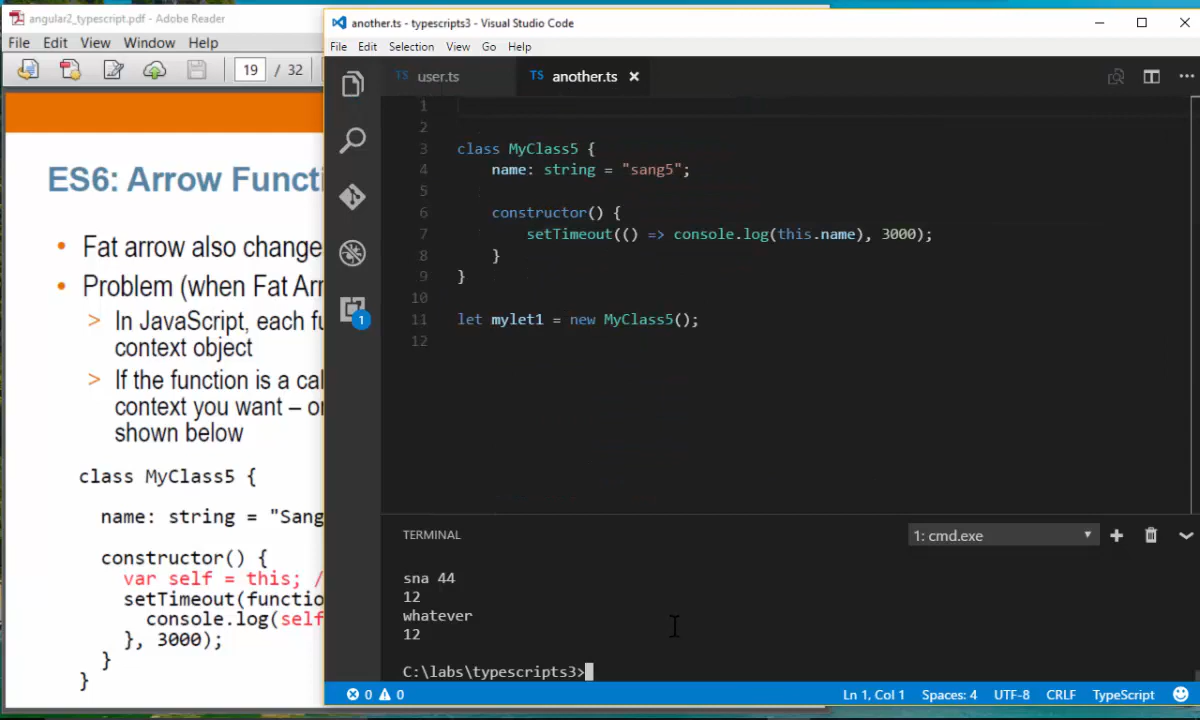 angular2_typescript.pdf - Adobe Reader
File Edit View Window Help
19 / 32
ES6: Arrow Functi
• Fat arrow also change
• Problem (when Fat Arr
> In JavaScript, each fu
context object
> If the function is a cal
context you want – or
shown below
class MyClass5 {
name: string = "Sang
constructor() {
var self = this; /
setTimeout(functio
console.log(self
}, 3000);
}
}
another.ts - typescripts3 - Visual Studio Code
File Edit Selection View Go Help
TS user.ts TS another.ts
1
2
3 class MyClass5 {
4 name: string = "sang5";
5
6 constructor() {
7 setTimeout(() => console.log(this.name), 3000);
8 }
9 }
10
11 let mylet1 = new MyClass5();
12
1
TERMINAL 1: cmd.exe
sna 44
12
whatever
12
C:\labs\typescripts3>
0 0 Ln 1, Col 1 Spaces: 4 UTF-8 CRLF TypeScript